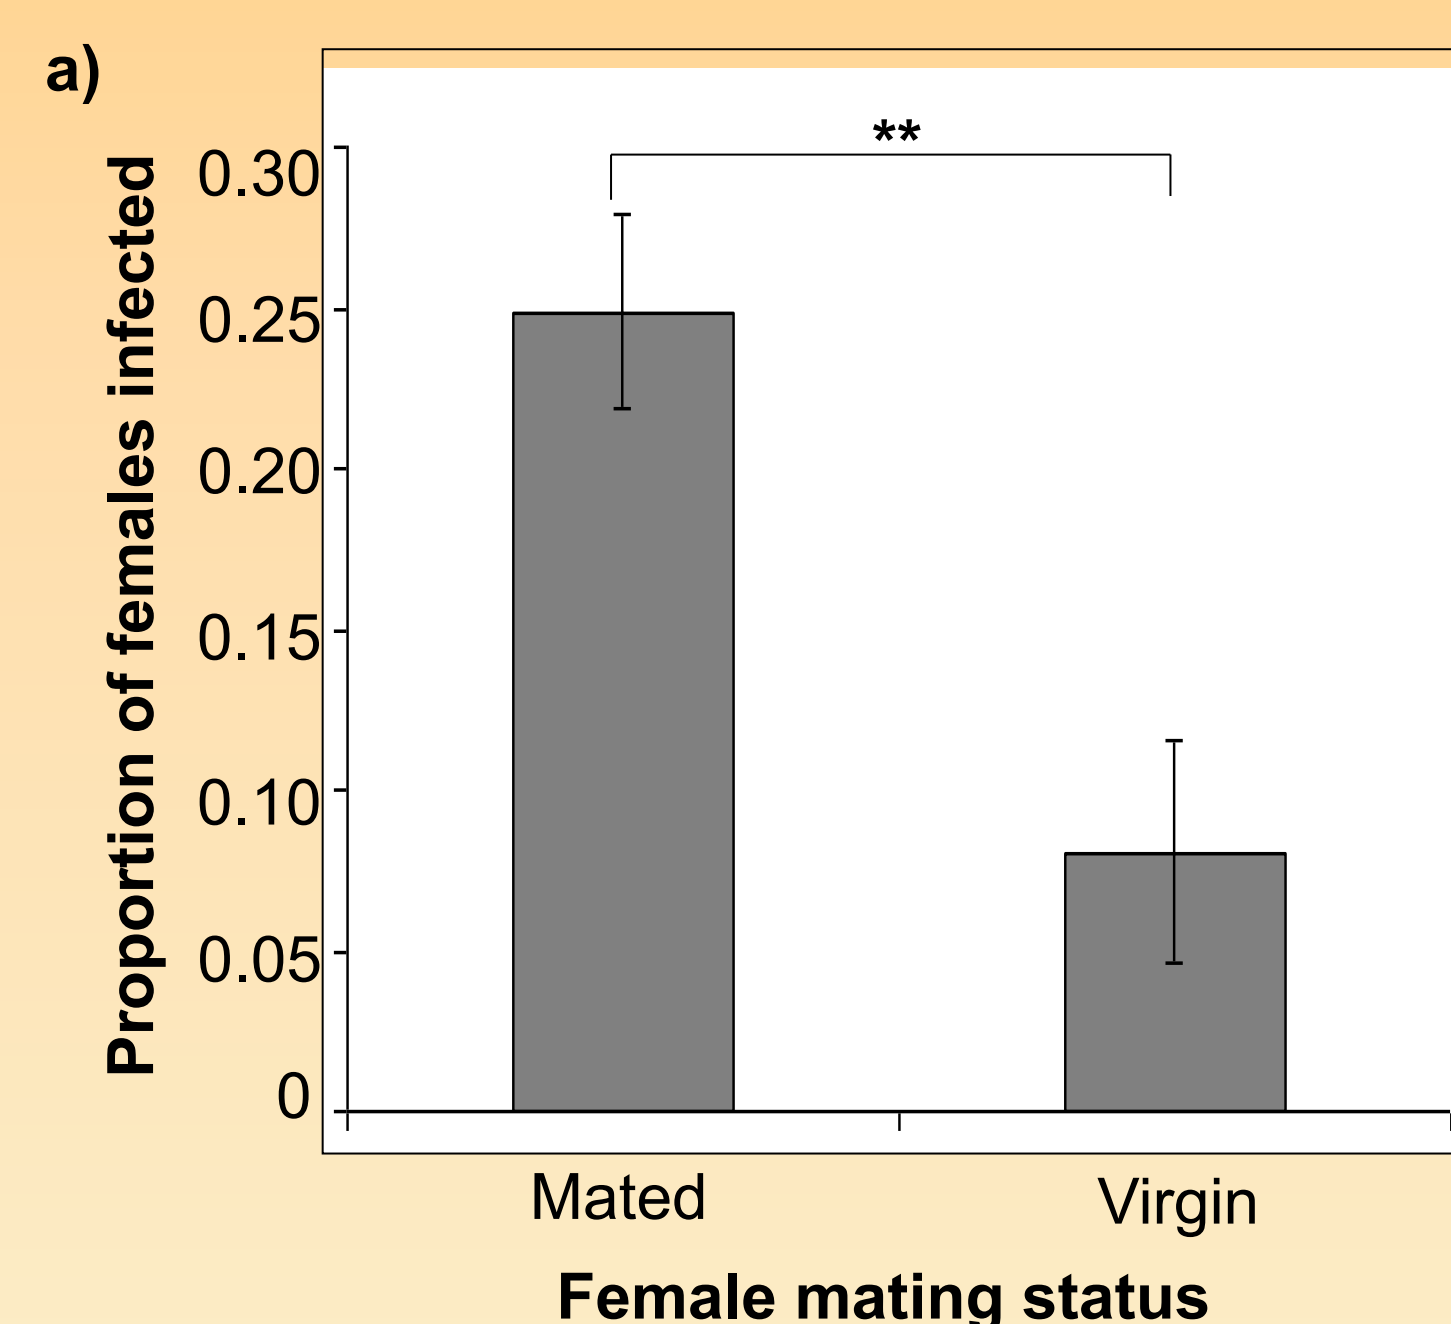 a)
**
Proportion of females infected
0.30
0.25
0.20
0.15
0.10
0.05
0
Mated Virgin
Female mating status